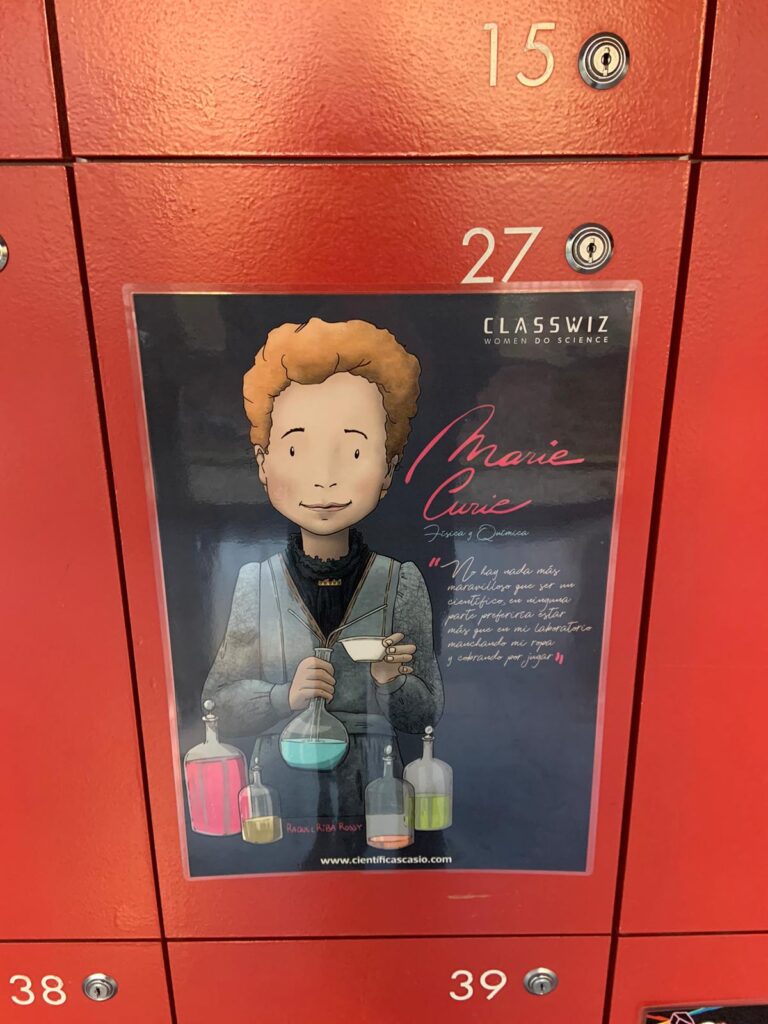 15
27
CLASSWIZ
WOMEN DO SCIENCE
Marie
Curie
Física y Química
"No hay nada más
maravilloso que ser un
científico, en ninguna
parte preferiría estar
más que en mi laboratorio
manchando mi ropa
y cobrando por jugar"
RAQUEL RIBA ROSSY
www.científicascasio.com
38
39